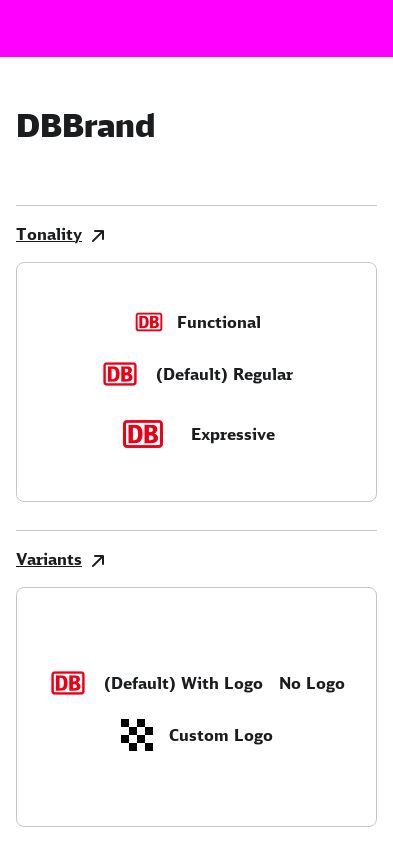 DBBrand
Tonality
DB Functional
DB (Default) Regular
DB Expressive
Variants
DB (Default) With Logo No Logo
Custom Logo